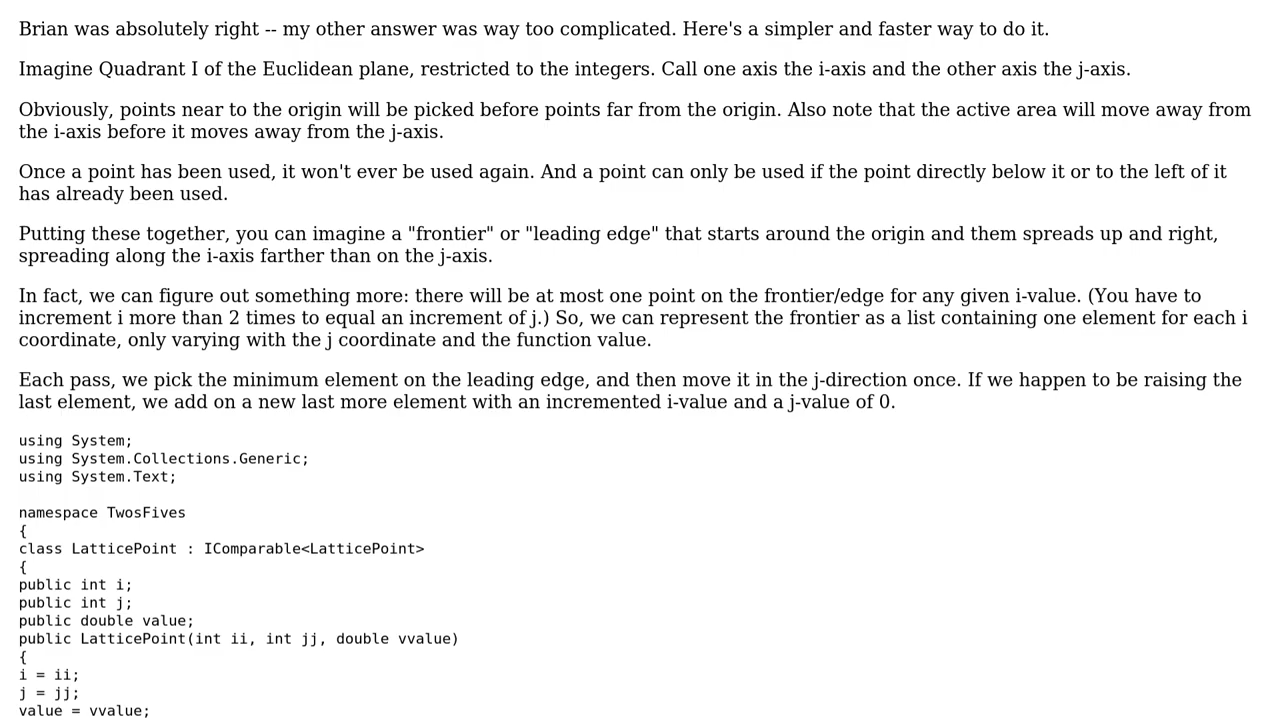 Brian was absolutely right -- my other answer was way too complicated. Here's a simpler and faster way to do it.
Imagine Quadrant I of the Euclidean plane, restricted to the integers. Call one axis the i-axis and the other axis the j-axis.
Obviously, points near to the origin will be picked before points far from the origin. Also note that the active area will move away from
the i-axis before it moves away from the j-axis.
Once a point has been used, it won't ever be used again. And a point can only be used if the point directly below it or to the left of it
has already been used.
Putting these together, you can imagine a "frontier" or "leading edge" that starts around the origin and them spreads up and right,
spreading along the i-axis farther than on the j-axis.
In fact, we can figure out something more: there will be at most one point on the frontier/edge for any given i-value. (You have to
increment i more than 2 times to equal an increment of j.) So, we can represent the frontier as a list containing one element for each i
coordinate, only varying with the j coordinate and the function value.
Each pass, we pick the minimum element on the leading edge, and then move it in the j-direction once. If we happen to be raising the
last element, we add on a new last more element with an incremented i-value and a j-value of 0.
using System;
using System.Collections.Generic;
using System.Text;
namespace TwosFives
{
class LatticePoint : IComparable<LatticePoint>
{
public int i;
public int j;
public double value;
public LatticePoint(int ii, int jj, double vvalue)
{
i = ii;
j = jj;
value = vvalue;